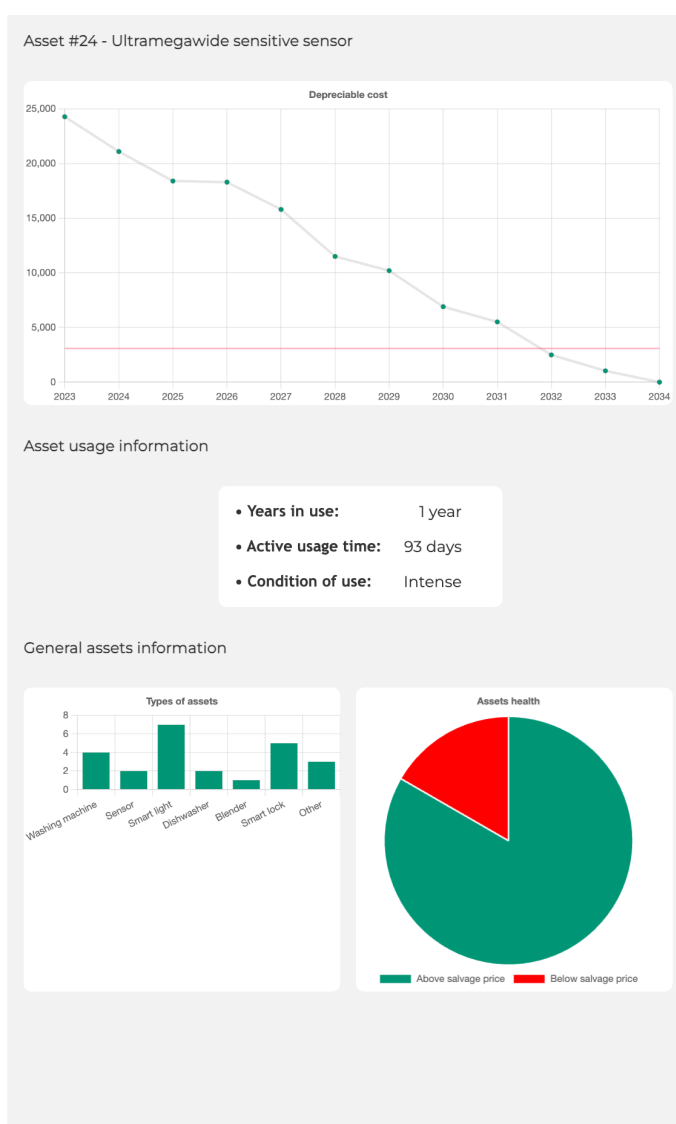 Asset #24 - Ultramegawide sensitive sensor
Depreciable cost
25,000
20,000
15,000
10,000
5,000
0
2023 2024 2025 2026 2027 2028 2029 2030 2031 2032 2033 2034
Asset usage information
• Years in use: 1 year
• Active usage time: 93 days
• Condition of use: Intense
General assets information
Types of assets
8
6
4
2
0
Washing machine Sensor Smart light Dishwasher Blender Smart lock Other
Assets health
Above salvage price Below salvage price